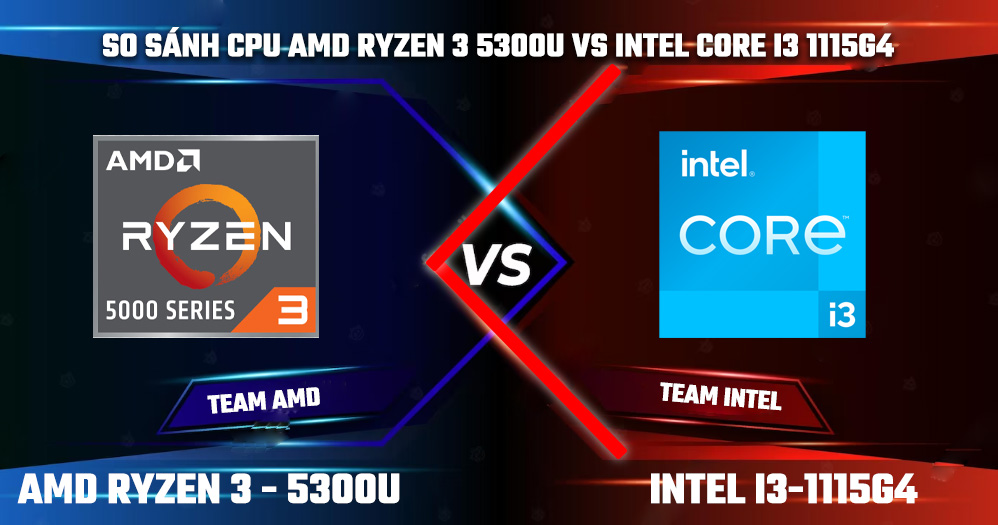 SO SÁNH CPU AMD RYZEN 3 5300U VS INTEL CORE I3 1115G4
AMD
RYZEN
5000 SERIES
3
intel.
CORE™
i3
VS
TEAM AMD
TEAM INTEL
AMD RYZEN 3 - 5300U
INTEL I3-1115G4